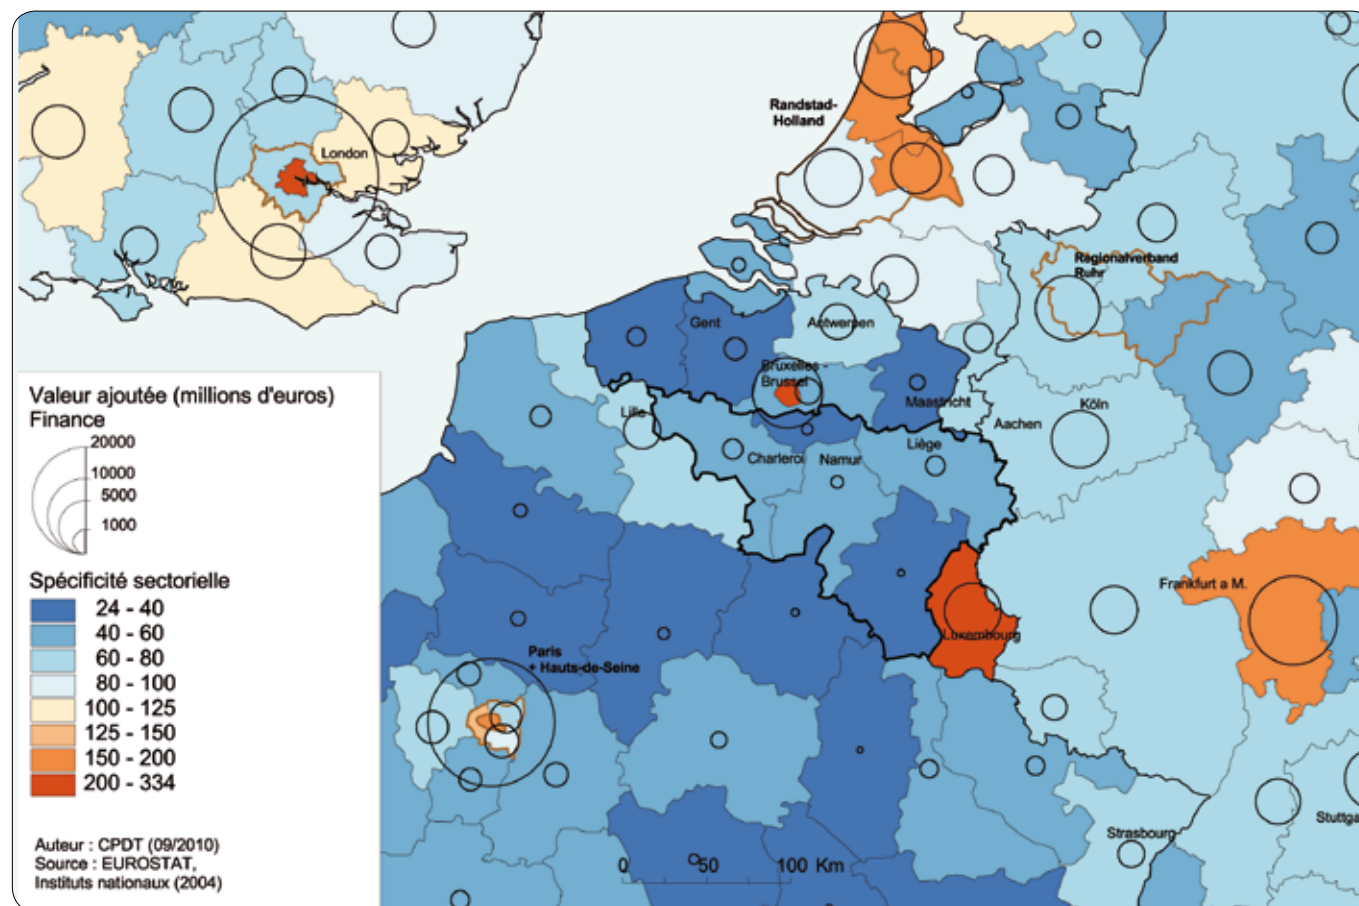 Randstad-
Holland
London
Régionalverband
Ruhr
Gent
Antwerpen
Bruxelles -
Brussel
Maastricht
Lille
Köln
Aachen
Charleroi
Namur
Liège
Frankfurt a M.
Luxembourg
Paris
+ Hauts-de-Seine
Strasbourg
Stuttga
0 50 100 Km
Valeur ajoutée (millions d'euros)
Finance
20000
10000
5000
1000
Spécificité sectorielle
24 - 40
40 - 60
60 - 80
80 - 100
100 - 125
125 - 150
150 - 200
200 - 334
Auteur : CPDT (09/2010)
Source : EUROSTAT,
Instituts nationaux (2004)